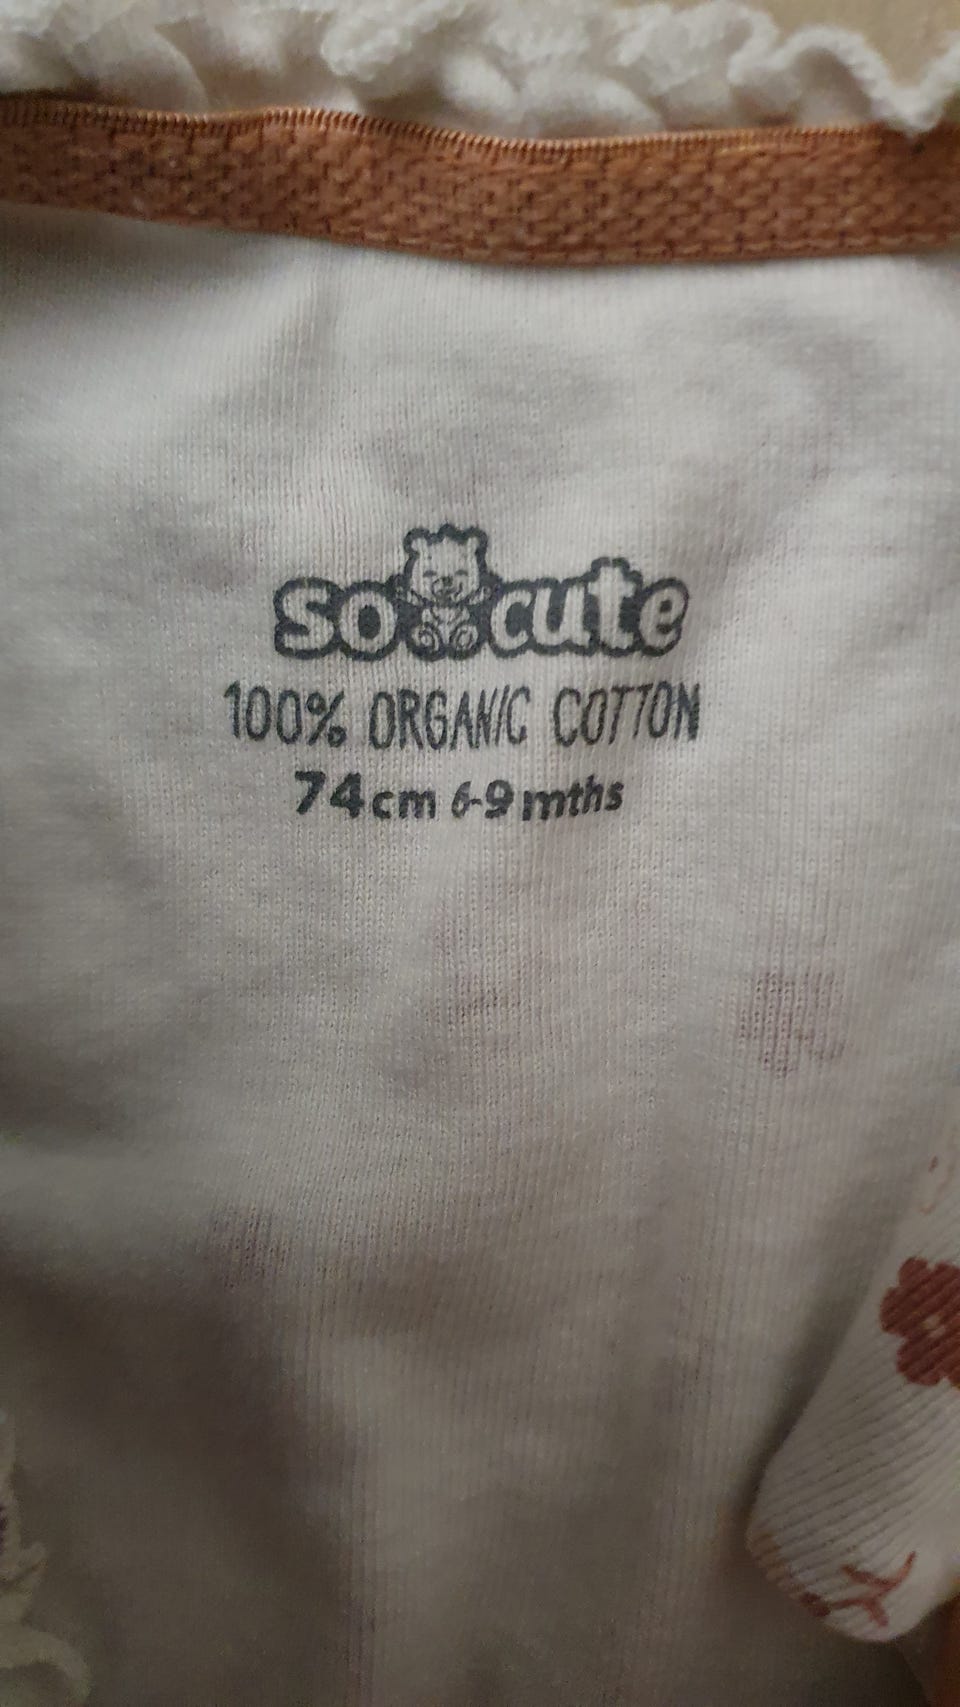 so cute
100% ORGANIC COTTON
74cm 6-9 mths